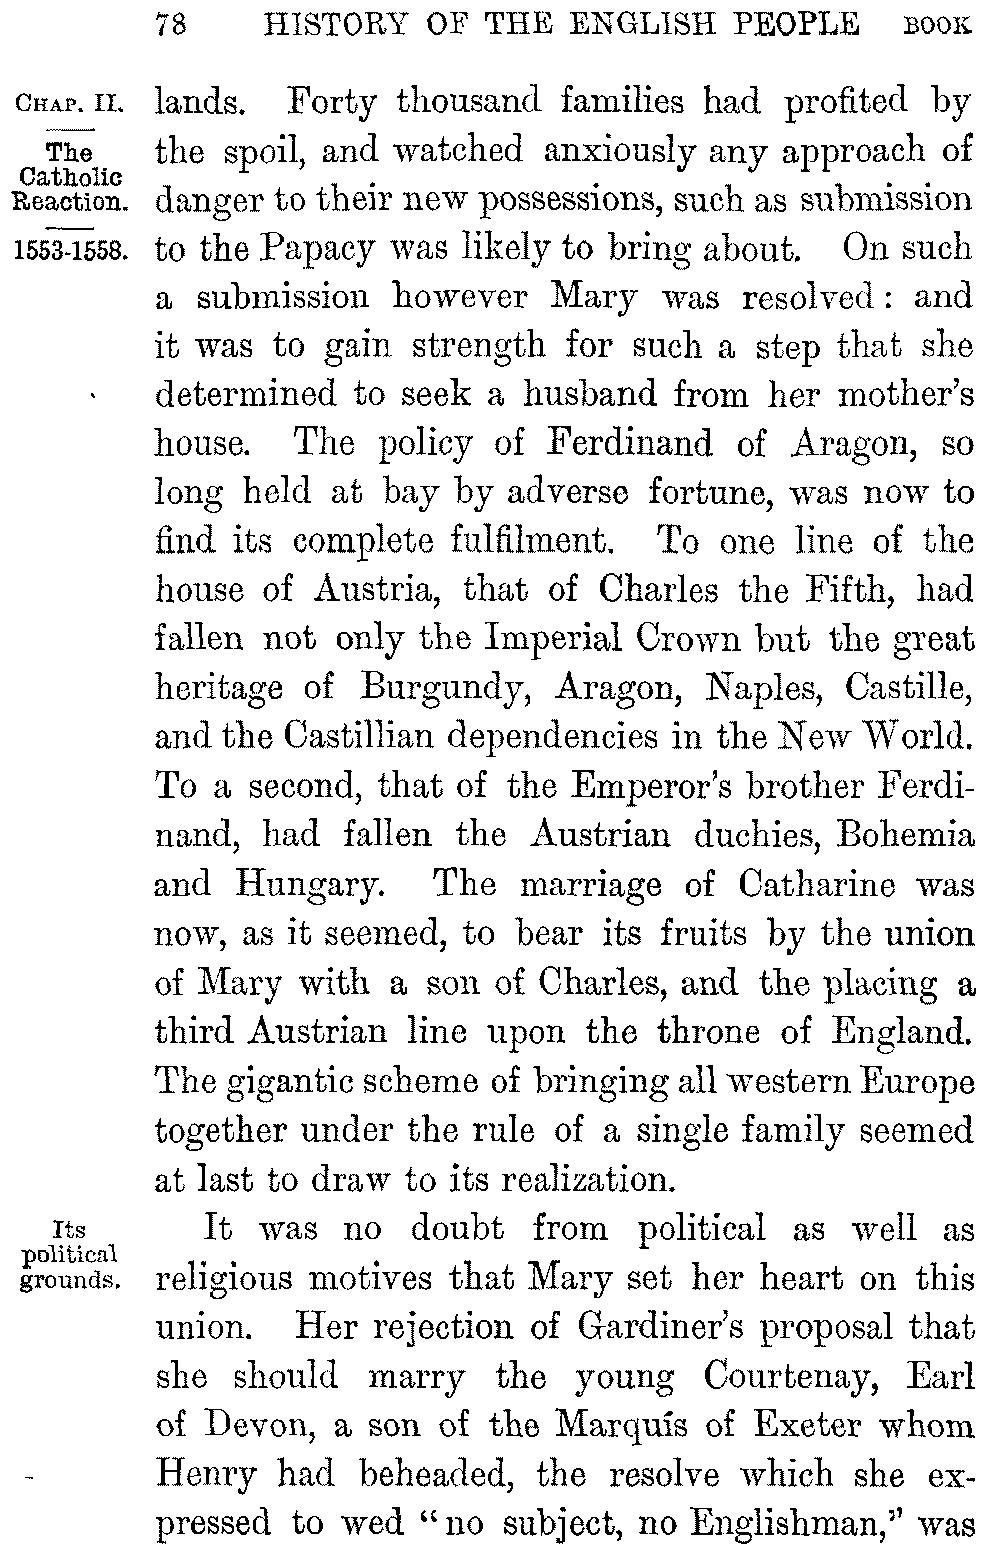 78 HISTORY OF THE ENGLISH PEOPLE BOOK
CHAP. II.
The
Catholic
Reaction.
1553-1558.
lands. Forty thousand families had profited by
the spoil, and watched anxiously any approach of
danger to their new possessions, such as submission
to the Papacy was likely to bring about. On such
a submission however Mary was resolved: and
it was to gain strength for such a step that she
determined to seek a husband from her mother's
house. The policy of Ferdinand of Aragon, so
long held at bay by adverse fortune, was now to
find its complete fulfilment. To one line of the
house of Austria, that of Charles the Fifth, had
fallen not only the Imperial Crown but the great
heritage of Burgundy, Aragon, Naples, Castille,
and the Castillian dependencies in the New World.
To a second, that of the Emperor's brother Ferdi-
nand, had fallen the Austrian duchies, Bohemia
and Hungary. The marriage of Catharine was
now, as it seemed, to bear its fruits by the union
of Mary with a son of Charles, and the placing a
third Austrian line upon the throne of England.
The gigantic scheme of bringing all western Europe
together under the rule of a single family seemed
at last to draw to its realization.
Its
political
grounds.
It was no doubt from political as well as
religious motives that Mary set her heart on this
union. Her rejection of Gardiner's proposal that
she should marry the young Courtenay, Earl
of Devon, a son of the Marquis of Exeter whom
Henry had beheaded, the resolve which she ex-
pressed to wed "no subject, no Englishman," was